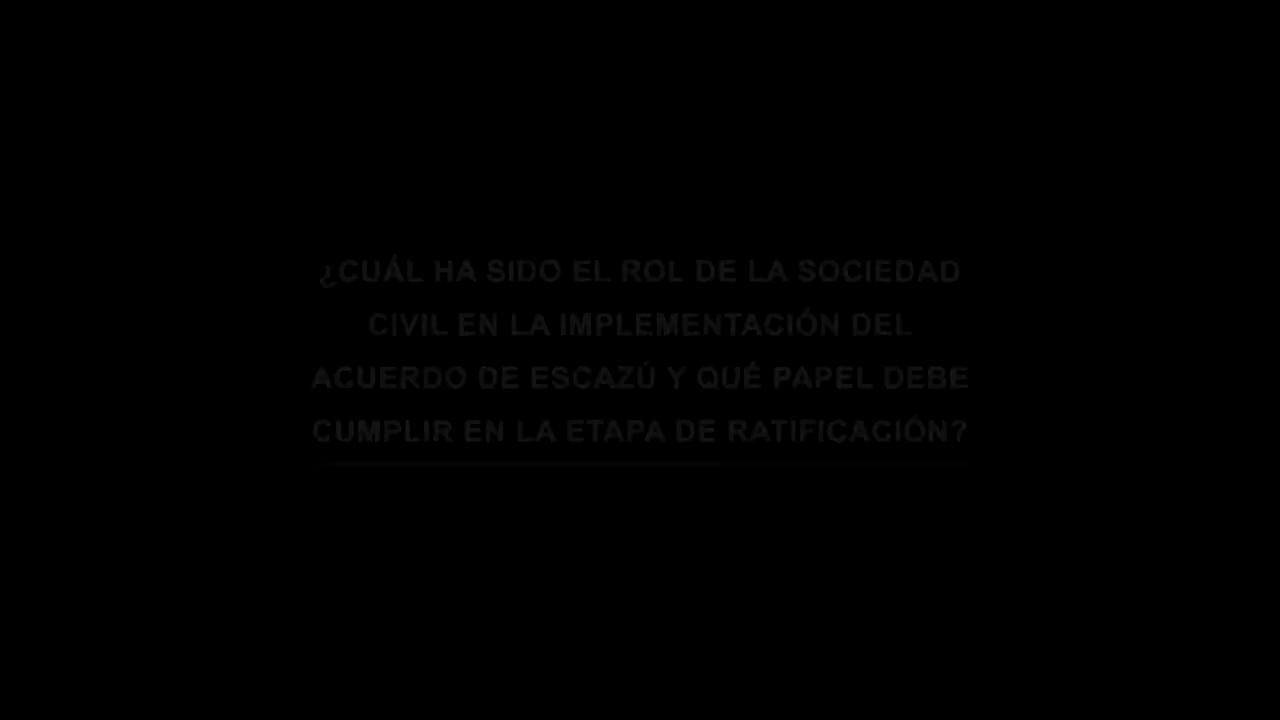 ¿CUÁL HA SIDO EL ROL DE LA SOCIEDAD
CIVIL EN LA IMPLEMENTACIÓN DEL
ACUERDO DE ESCAZÚ Y QUÉ PAPEL DEBE
CUMPLIR EN LA ETAPA DE RATIFICACIÓN?